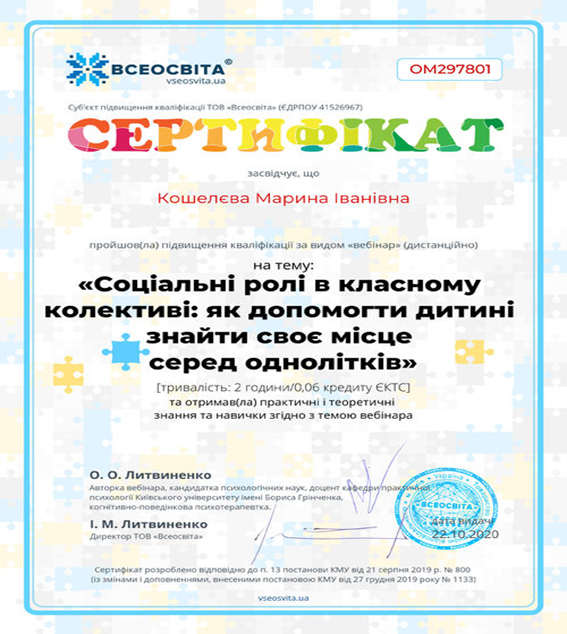 ВСЕОСВІТА©
vseosvita.ua
ОМ297801
Суб'єкт підвищення кваліфікації ТОВ «Всеосвіта» (ЄДРПОУ 41526967)
СЕРТИФІКАТ
засвідчує, що
Кошелєва Марина Іванівна
пройшов(ла) підвищення кваліфікації за видом «вебінар» (дистанційно)
на тему:
«Соціальні ролі в класному
колективі: як допомогти дитині
знайти своє місце
серед однолітків»
[тривалість: 2 години/0,06 кредиту ЄКТС]
та отримав(ла) практичні і теоретичні
знання та навички згідно з темою вебінара
О. О. Литвиненко
Авторка вебінара, кандидатка психологічних наук, доцент кафедри практичної
психології Київського університету імені Бориса Грінченка,
когнітивно-поведінкова психотерапевтка.
І. М. Литвиненко
Директор ТОВ «Всеосвіта»
Україна
«ВСЕОСВІТА»
дата видачі
22.10.2020
Сертифікат розроблено відповідно до п. 13 постанови КМУ від 21 серпня 2019 р. № 800
(із змінами і доповненнями, внесеними постановою КМУ від 27 грудня 2019 року № 1133)
vseosvita.ua